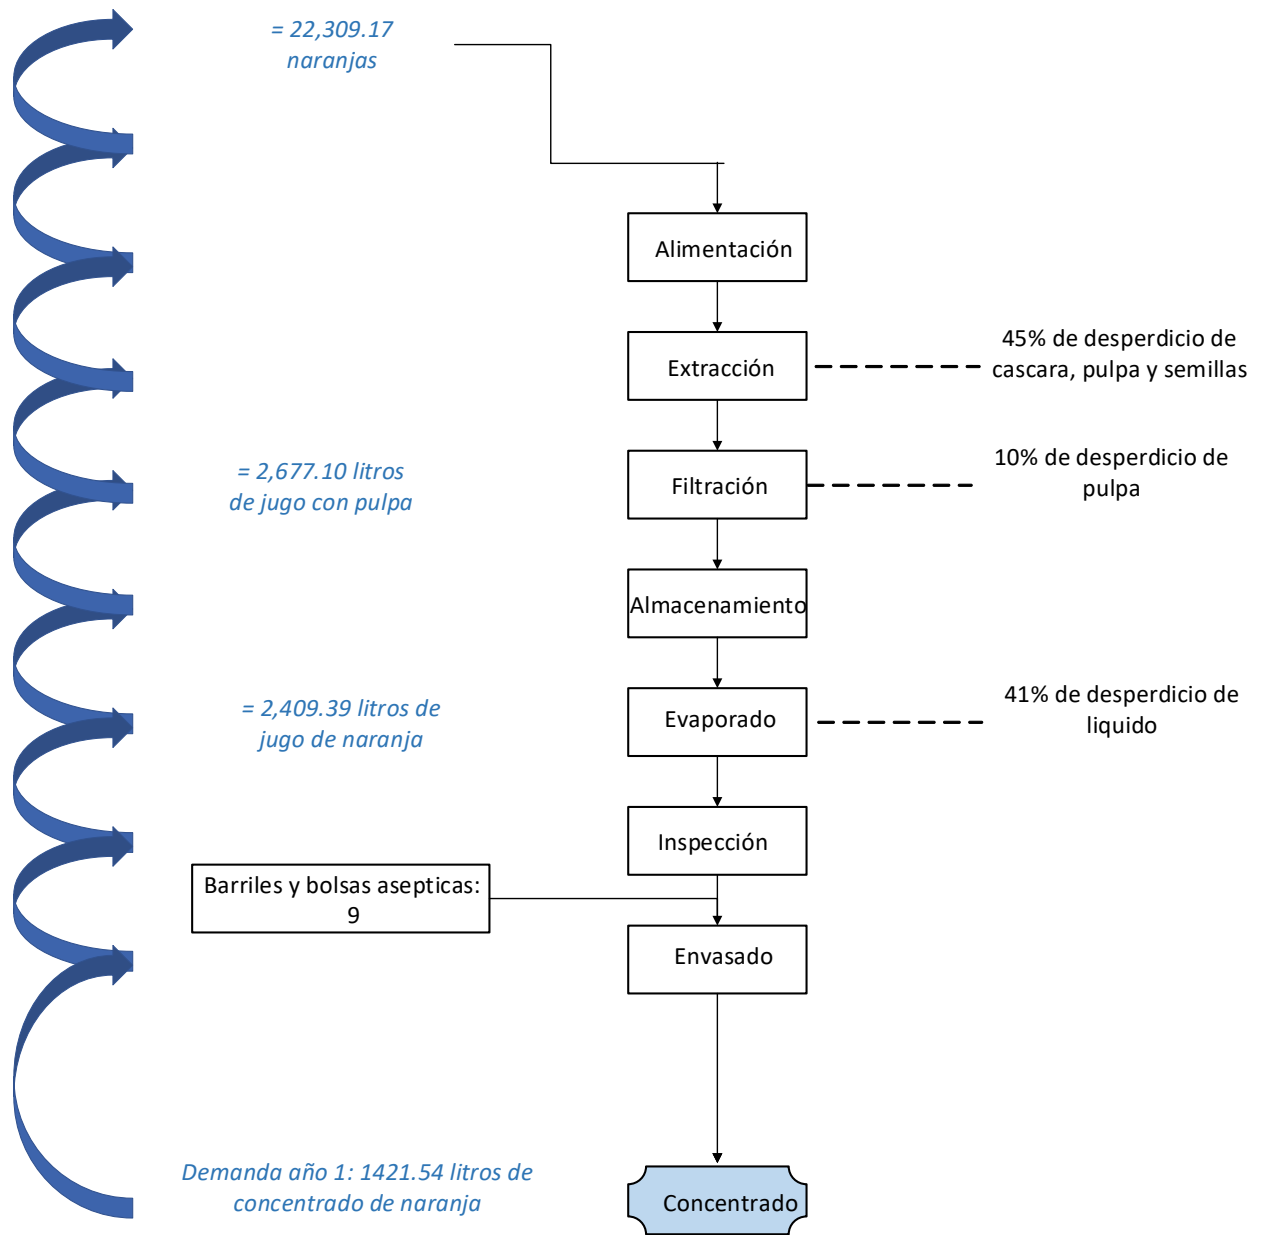 = 22,309.17
naranjas
Alimentación
Extracción
45% de desperdicio de
cascara, pulpa y semillas
= 2,677.10 litros
de jugo con pulpa
Filtración
10% de desperdicio de
pulpa
Almacenamiento
= 2,409.39 litros de
jugo de naranja
Evaporado
41% de desperdicio de
liquido
Inspección
Barriles y bolsas asepticas:
9
Envasado
Demanda año 1: 1421.54 litros de
concentrado de naranja
Concentrado